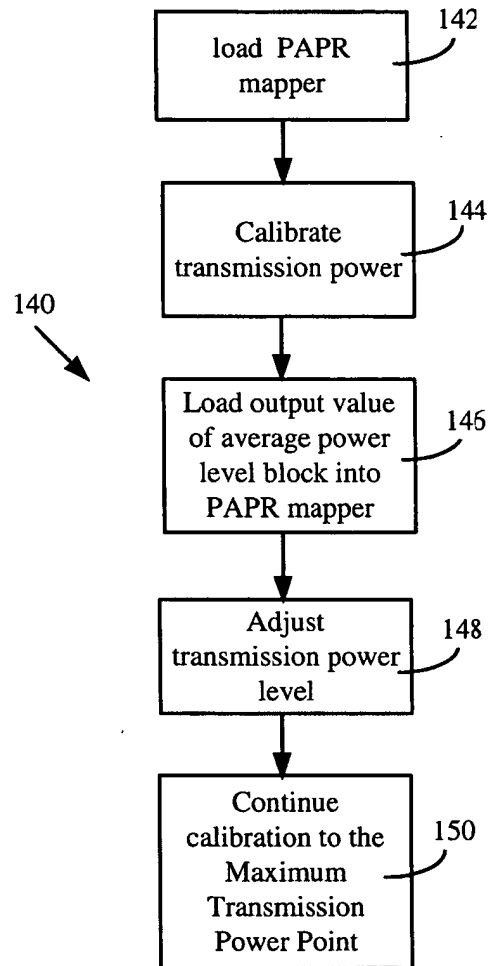 load PAPR
mapper
142
Calibrate
transmission power
144
140
Load output value
of average power
level block into
PAPR mapper
146
Adjust
transmission power
level
148
Continue
calibration to the
Maximum
Transmission
Power Point
150